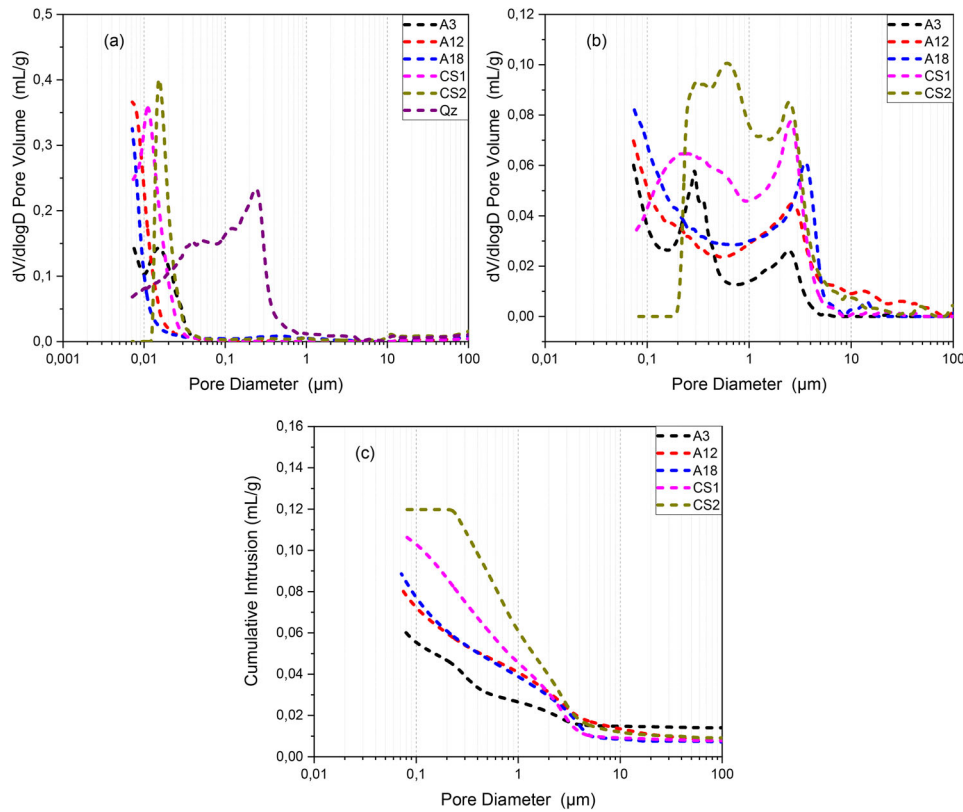 (a)
A3
A12
A18
CS1
CS2
Qz
dV/dlogD Pore Volume (mL/g)
0,5
0,4
0,3
0,2
0,1
0,0
0,001 0,01 0,1 1 10 100
Pore Diameter (µm)
(b)
A3
A12
A18
CS1
CS2
dV/dlogD Pore Volume (mL/g)
0,12
0,10
0,08
0,06
0,04
0,02
0,00
0,01 0,1 1 10 100
Pore Diameter (µm)
(c)
A3
A12
A18
CS1
CS2
Cumulative Intrusion (mL/g)
0,16
0,14
0,12
0,10
0,08
0,06
0,04
0,02
0,00
0,01 0,1 1 10 100
Pore Diameter (µm)